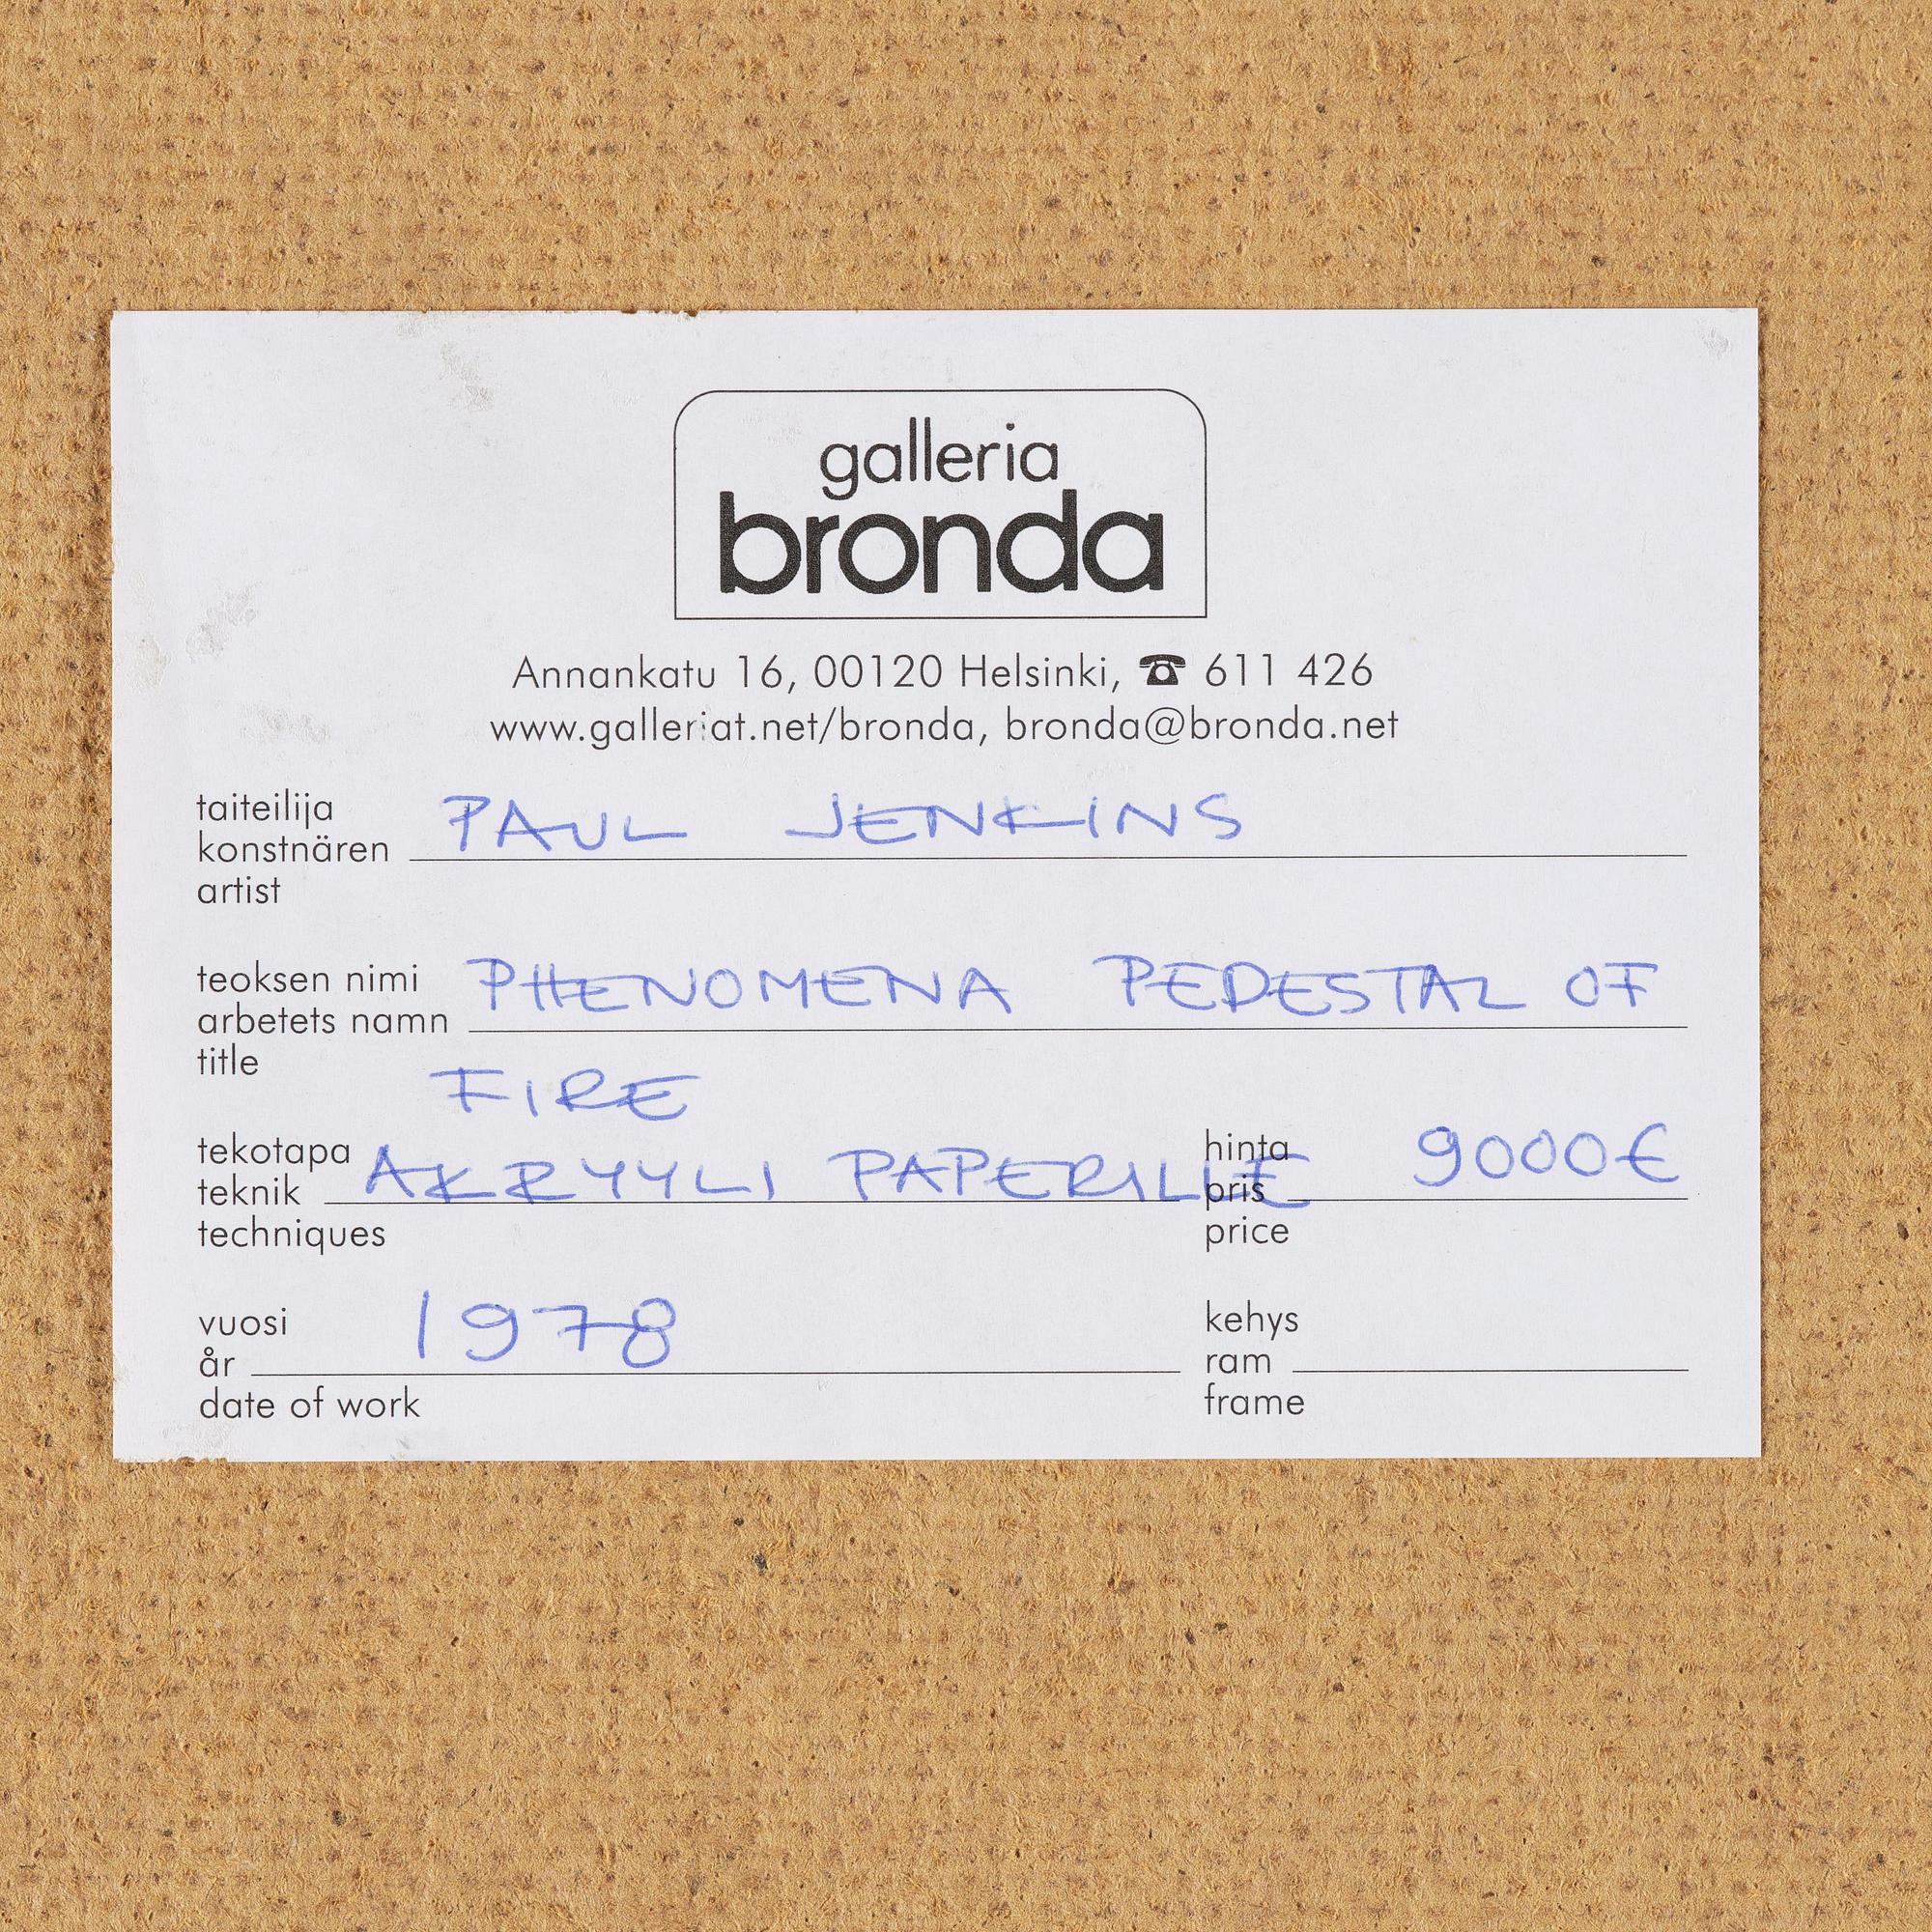 galleria
bronda
Annankatu 16, 00120 Helsinki, ☎ 611 426
www.galleriat.net/bronda, bronda@bronda.net
taiteilija
konstnären PAUL JENKINS
artist
teoksen nimi
arbetets namn PHENOMENA PEDESTAL OF
title
FIRE
tekotapa
teknik AKRYYLI PAPERILLE
techniques
hinta
pris 9000€
price
vuosi
år 1978
date of work
kehys
ram
frame